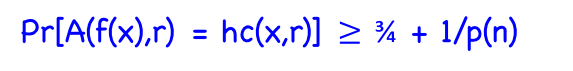 Pr[A(f(x),r) = hc(x,r)] ≥ ¾ + 1/p(n)